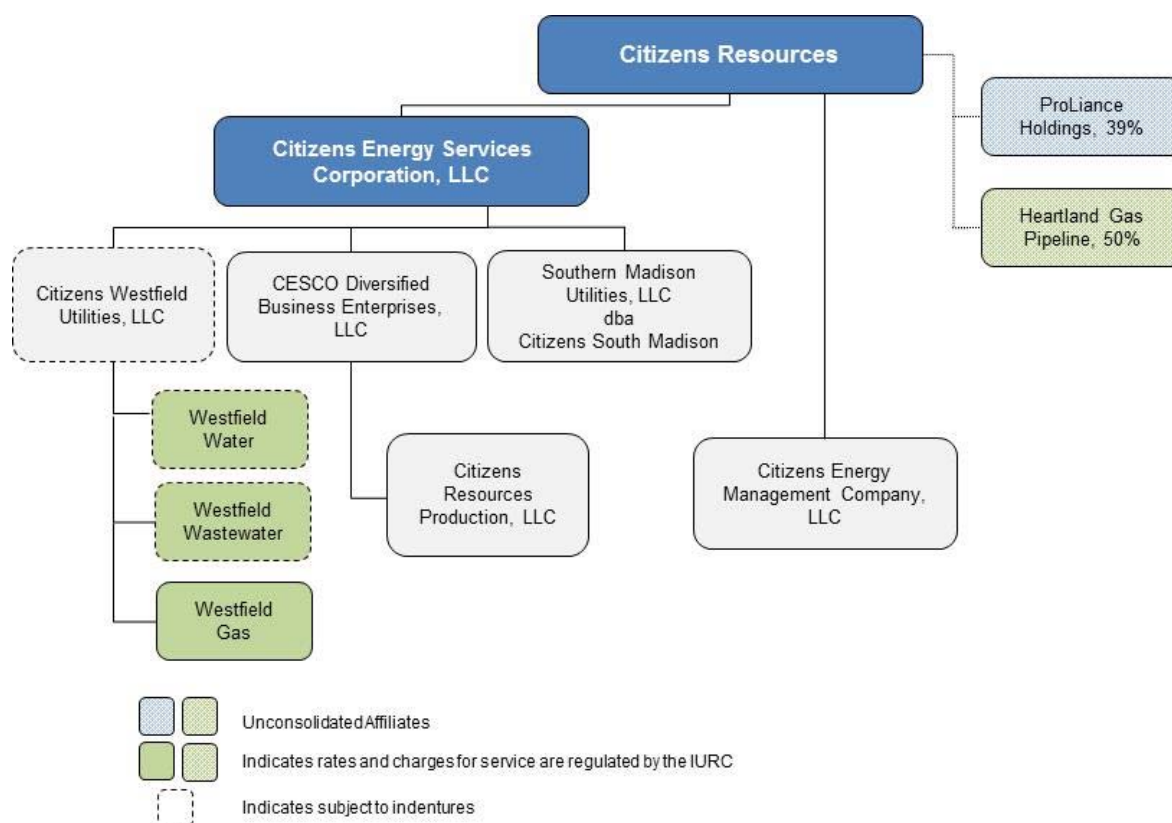 Citizens Resources
ProLiance
Holdings, 39%
Citizens Energy Services
Corporation, LLC
Heartland Gas
Pipeline, 50%
Citizens Westfield
Utilities, LLC
CESCO Diversified
Business Enterprises,
LLC
Southern Madison
Utilities, LLC
dba
Citizens South Madison
Westfield
Water
Westfield
Wastewater
Westfield
Gas
Citizens
Resources
Production, LLC
Citizens Energy
Management Company,
LLC
Unconsolidated Affiliates
Indicates rates and charges for service are regulated by the IURC
Indicates subject to indentures